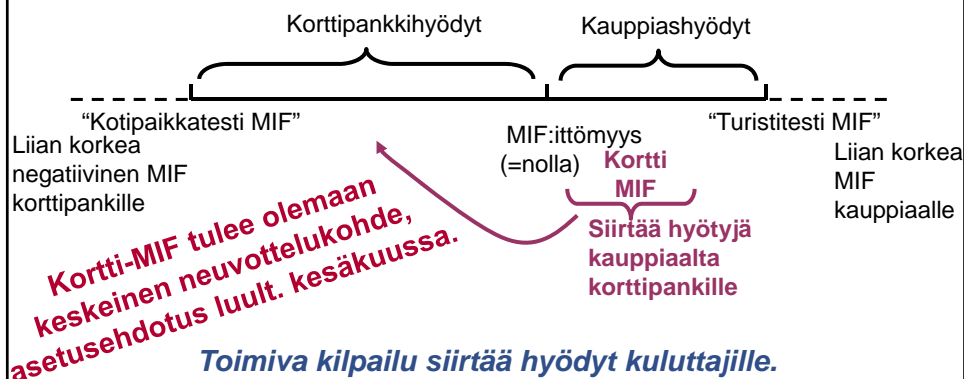 Korttipankkihyödyt
Kauppiashyödyt
“Kotipaikkatesti MIF”
Liian korkea
negatiivinen MIF
korttipankille
MIF:ittömyys
(=nolla)
“Turistitesti MIF”
Liian korkea
MIF
kauppiaalle
Kortti
MIF
Siirtää hyötyjä
kauppiaalta
korttipankille
Kortti-MIF tulee olemaan
keskeinen neuvottelukohde,
asetusehdotus luult. kesäkuussa.
Toimiva kilpailu siirtää hyödyt kuluttajille.